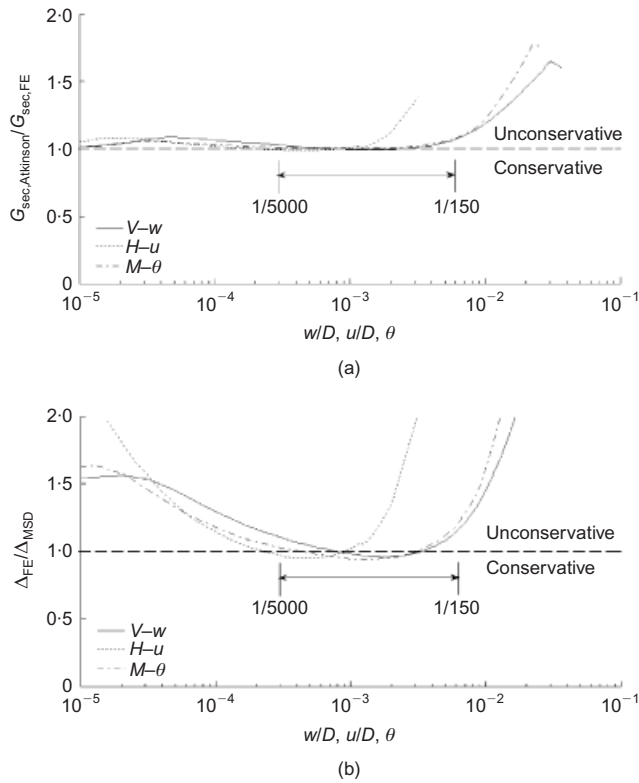 2·0
1·5
1·0
0·5
0
G_sec,Atkinson/G_sec,FE
Unconservative
Conservative
1/5000
1/150
V–w
H–u
M–θ
10⁻⁵
10⁻⁴
10⁻³
10⁻²
10⁻¹
w/D, u/D, θ
(a)
2·0
1·5
1·0
0·5
0
Δ_FE/Δ_MSD
Unconservative
Conservative
1/5000
1/150
V–w
H–u
M–θ
10⁻⁵
10⁻⁴
10⁻³
10⁻²
10⁻¹
w/D, u/D, θ
(b)